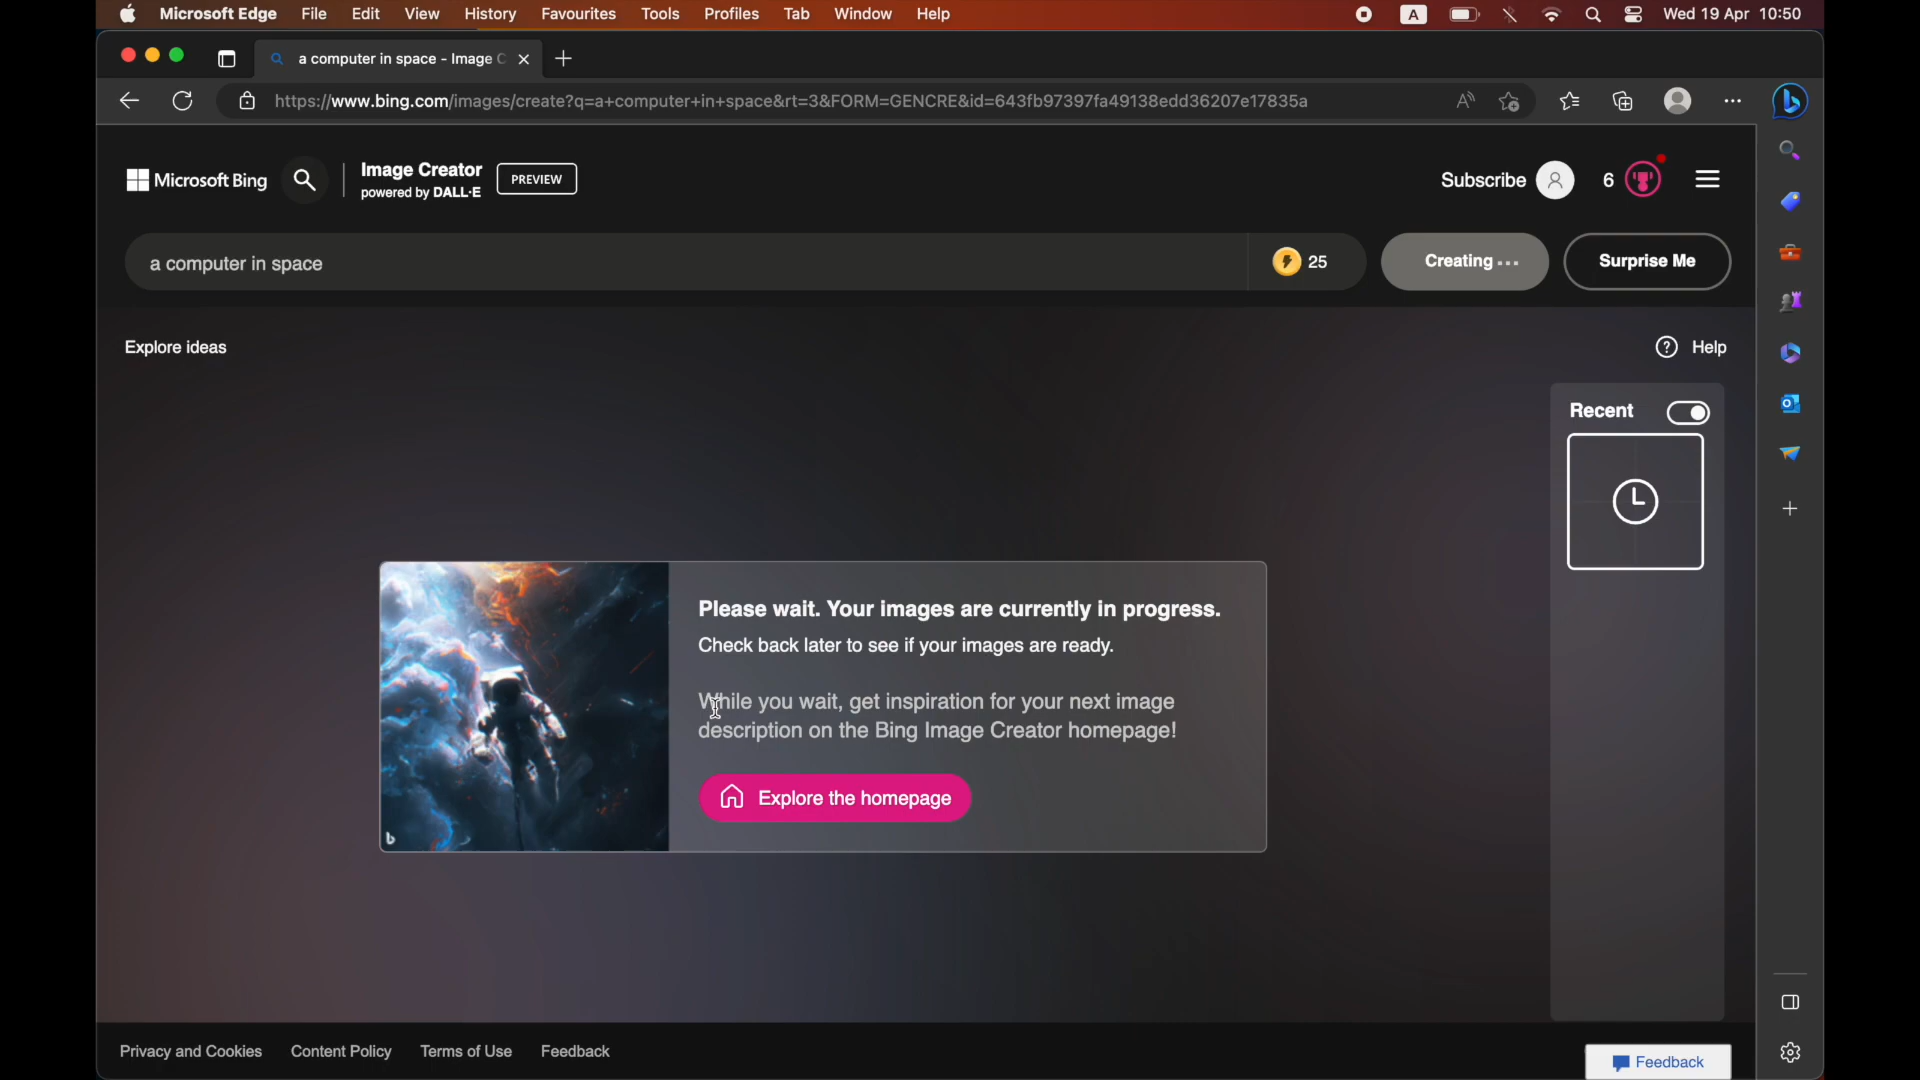 Microsoft Edge File Edit View History Favourites Tools Profiles Tab Window Help A Wed 19 Apr 10:50
a computer in space - Image C
https://www.bing.com/images/create?q=a+computer+in+space&rt=3&FORM=GENCRE&id=643fb97397fa49138edd36207e17835a
Microsoft Bing
Image Creator
powered by DALL·E
PREVIEW
Subscribe
6
a computer in space
25
Creating ...
Surprise Me
Explore ideas
Help
Recent
Please wait. Your images are currently in progress.
Check back later to see if your images are ready.
While you wait, get inspiration for your next image
description on the Bing Image Creator homepage!
Explore the homepage
Privacy and Cookies Content Policy Terms of Use Feedback
Feedback